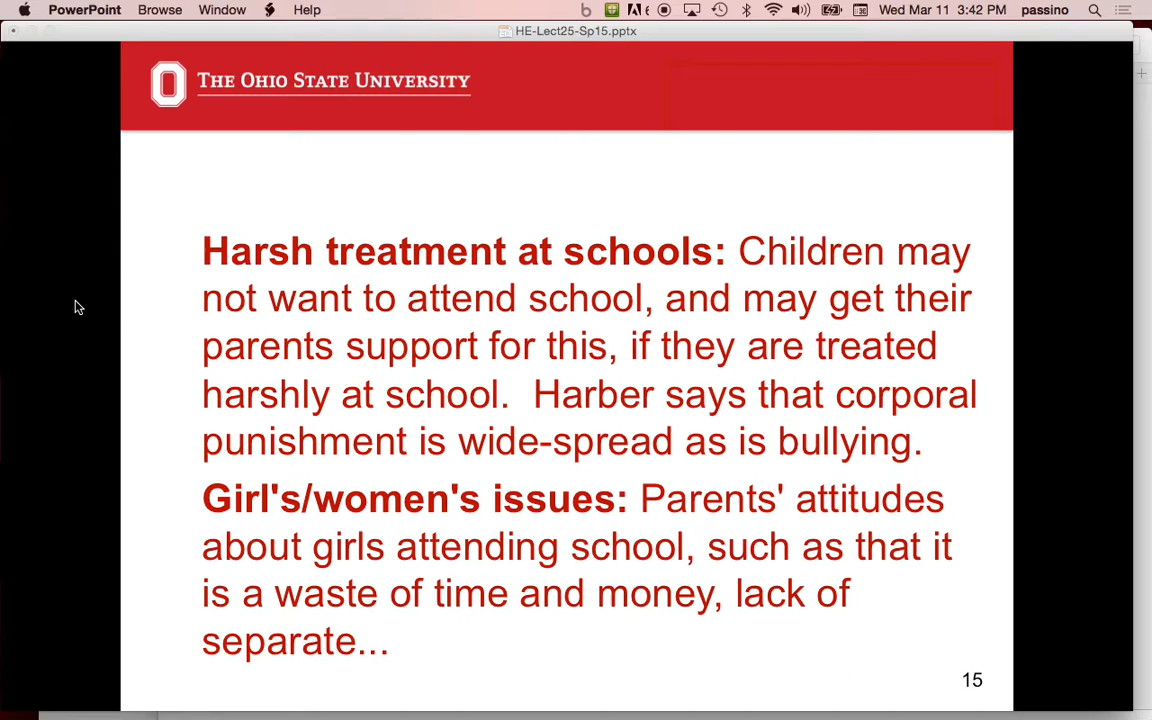 PowerPoint Browse Window Help Wed Mar 11 3:42 PM passino
HE-Lect25-Sp15.pptx
THE OHIO STATE UNIVERSITY
Harsh treatment at schools: Children may
not want to attend school, and may get their
parents support for this, if they are treated
harshly at school. Harber says that corporal
punishment is wide-spread as is bullying.
Girl's/women's issues: Parents' attitudes
about girls attending school, such as that it
is a waste of time and money, lack of
separate...
15